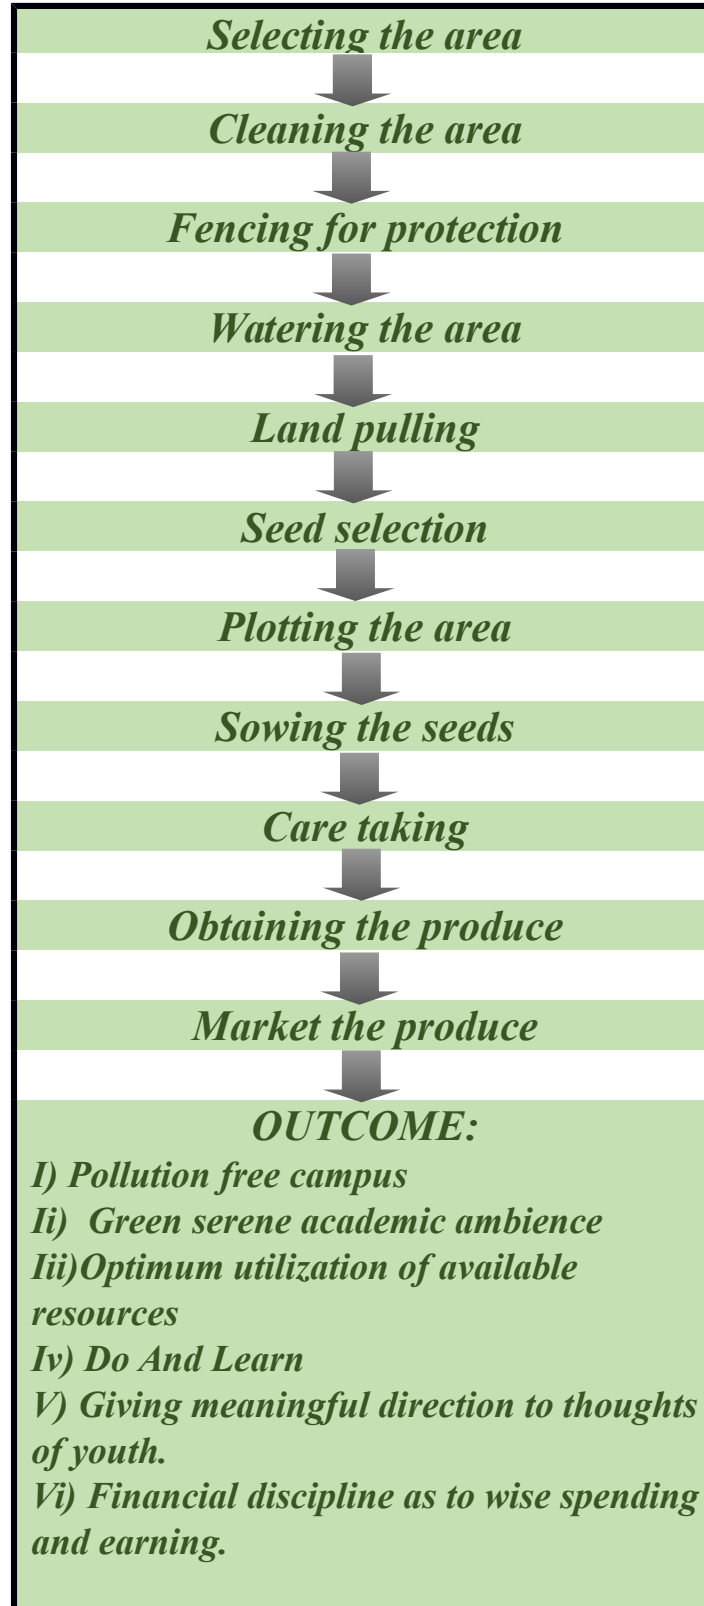 Selecting the area
Cleaning the area
Fencing for protection
Watering the area
Land pulling
Seed selection
Plotting the area
Sowing the seeds
Care taking
Obtaining the produce
Market the produce
OUTCOME:
I) Pollution free campus
Ii)  Green serene academic ambience
Iii)Optimum utilization of available
resources
Iv) Do And Learn
V) Giving meaningful direction to thoughts
of youth.
Vi) Financial discipline as to wise spending
and earning.